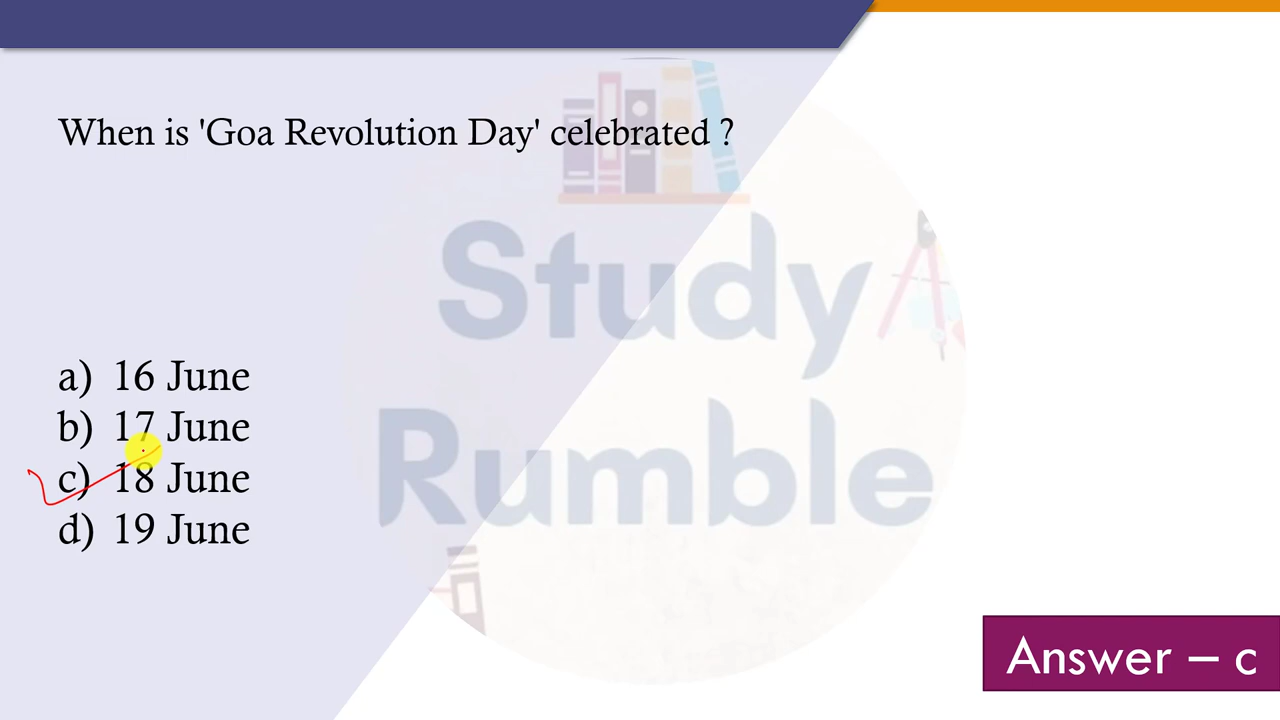 When is 'Goa Revolution Day' celebrated ?
Study
Rumble
a) 16 June
b) 17 June
c) 18 June
d) 19 June
Answer – c